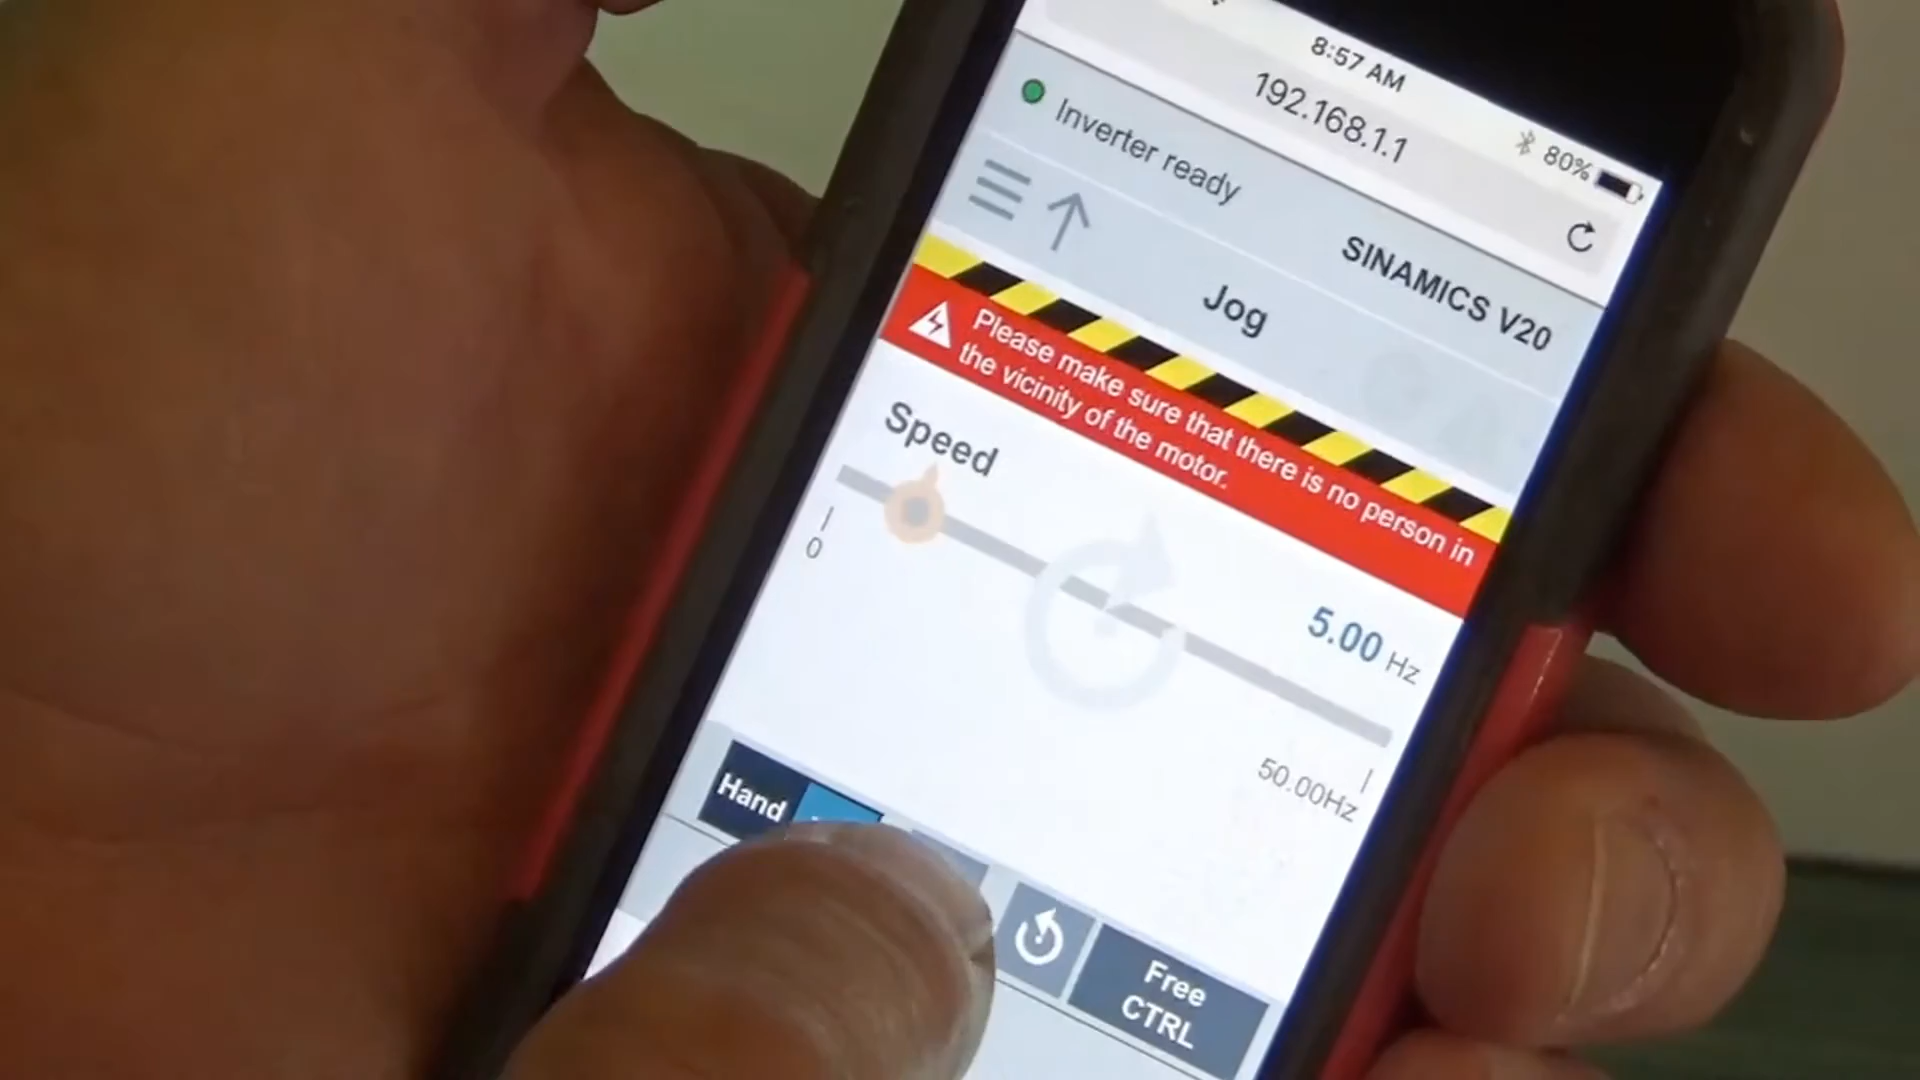 8:57 AM
192.168.1.1
80%
Inverter ready
SINAMICS V20
Jog
Please make sure that there is no person in
the vicinity of the motor.
Speed
0
5.00 Hz
50.00Hz
Hand
Free
CTRL